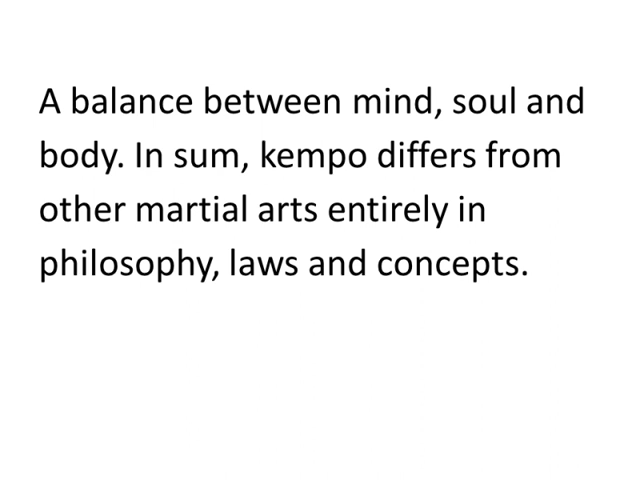 A balance between mind, soul and
body. In sum, kempo differs from
other martial arts entirely in
philosophy, laws and concepts.